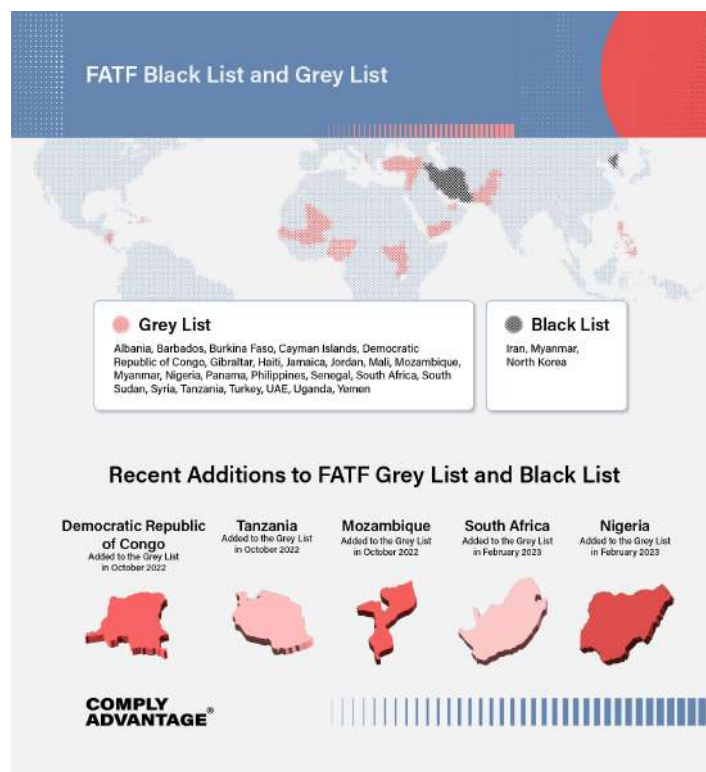 FATF Black List and Grey List
Grey List
Albania, Barbados, Burkina Faso, Cayman Islands, Democratic
Republic of Congo, Gibraltar, Haiti, Jamaica, Jordan, Mali, Mozambique,
Myanmar, Nigeria, Panama, Philippines, Senegal, South Africa, South
Sudan, Syria, Tanzania, Turkey, UAE, Uganda, Yemen
Black List
Iran, Myanmar,
North Korea
Recent Additions to FATF Grey List and Black List
Democratic Republic
of Congo
Added to the Grey List
in October 2022
Tanzania
Added to the Grey List
in October 2022
Mozambique
Added to the Grey List
in October 2022
South Africa
Added to the Grey List
in February 2023
Nigeria
Added to the Grey List
in February 2023
COMPLY
ADVANTAGE®